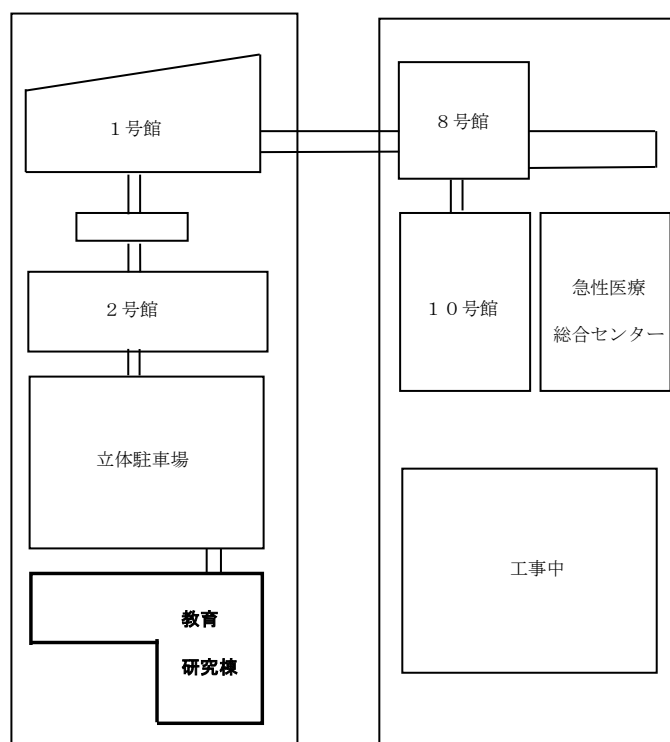 １号館
８号館
２号館
１０号館
急性医療
総合センター
立体駐車場
工事中
教育
研究棟